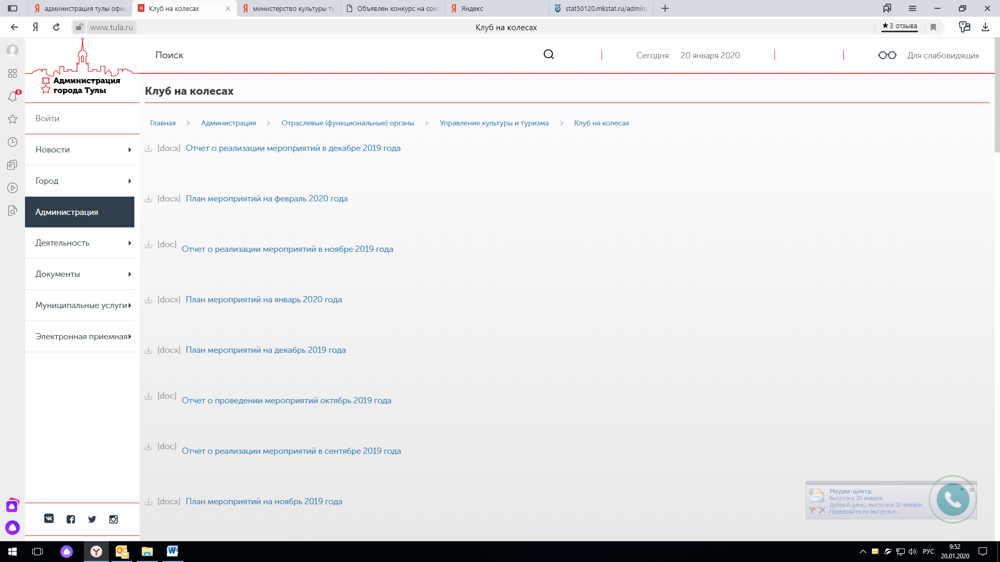 администрация тулы офиц
Клуб на колесах
министерство культуры ту
Объявлен конкурс на соис
Яндекс
stat50120.mkstat.ru/admin/
www.tula.ru
Клуб на колесах
★3 отзыва
5
Администрация
города Тулы
Поиск
Сегодня: 20 января 2020
Для слабовидящих
Войти
Новости
Город
Администрация
Деятельность
Документы
Муниципальные услуги
Электронная приемная
Клуб на колесах
Главная > Администрация > Отраслевые (функциональные) органы > Управление культуры и туризма > Клуб на колесах
[docx] Отчет о реализации мероприятий в декабре 2019 года
[docx] План мероприятий на февраль 2020 года
[doc] Отчет о реализации мероприятий в ноябре 2019 года
[docx] План мероприятий на январь 2020 года
[docx] План мероприятий на декабрь 2019 года
[doc] Отчет о проведении мероприятий октябрь 2019 года
[doc] Отчет о реализации мероприятий в сентябре 2019 года
[docx] План мероприятий на ноябрь 2019 года
Медиа-центр
Выгрузка 20 января
Добрый день, выгрузка 20 января.
Проверяйте по выгрузке.
РУС
9:52
20.01.2020